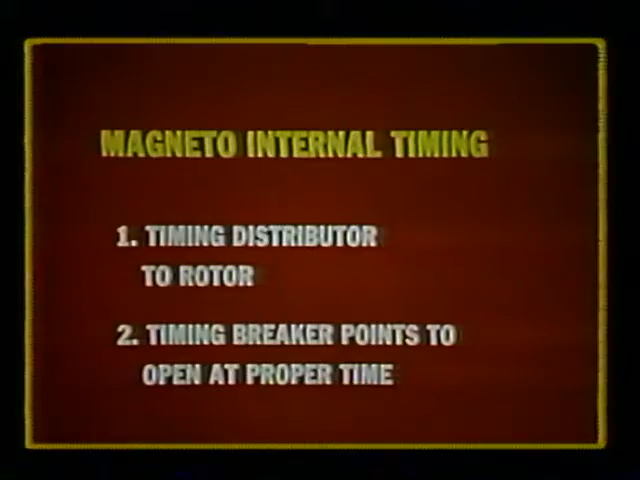 MAGNETO INTERNAL TIMING
1. TIMING DISTRIBUTOR
TO ROTOR
2. TIMING BREAKER POINTS TO
OPEN AT PROPER TIME